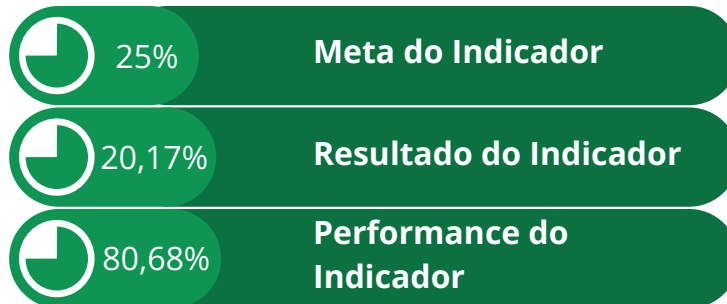 25%
Meta do Indicador
20,17%
Resultado do Indicador
80,68%
Performance do
Indicador